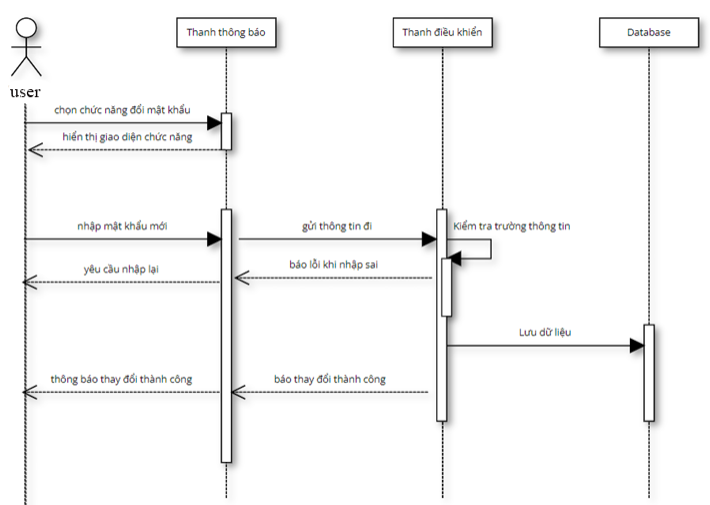 Thanh thông báo
Thanh điều khiển
Database
user
chọn chức năng đổi mật khẩu
hiển thị giao diện chức năng
nhập mật khẩu mới
gửi thông tin đi
Kiểm tra trường thông tin
báo lỗi khi nhập sai
yêu cầu nhập lại
Lưu dữ liệu
thông báo thay đổi thành công
báo thay đổi thành công